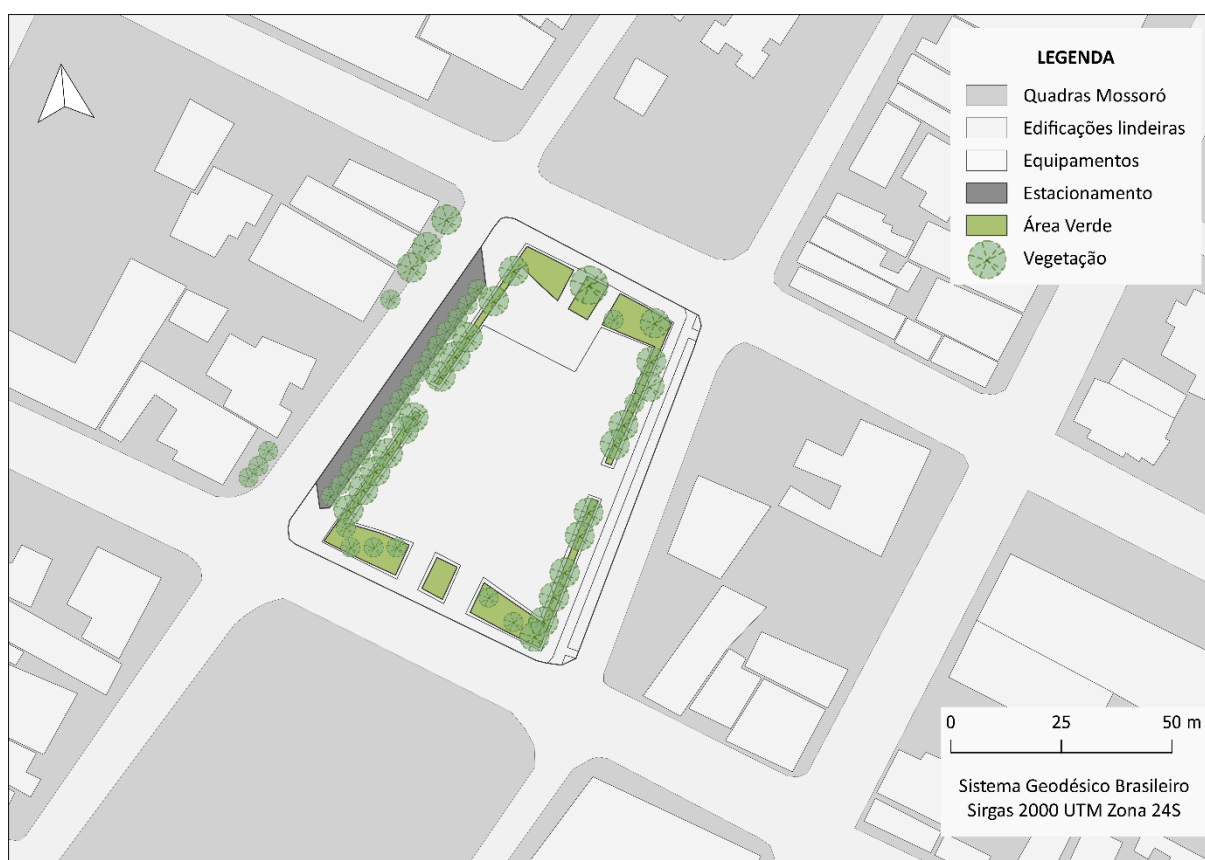 LEGENDA
Quadras Mossoró
Edificações lindeiras
Equipamentos
Estacionamento
Área Verde
Vegetação
0 25 50 m
Sistema Geodésico Brasileiro
Sirgas 2000 UTM Zona 24S